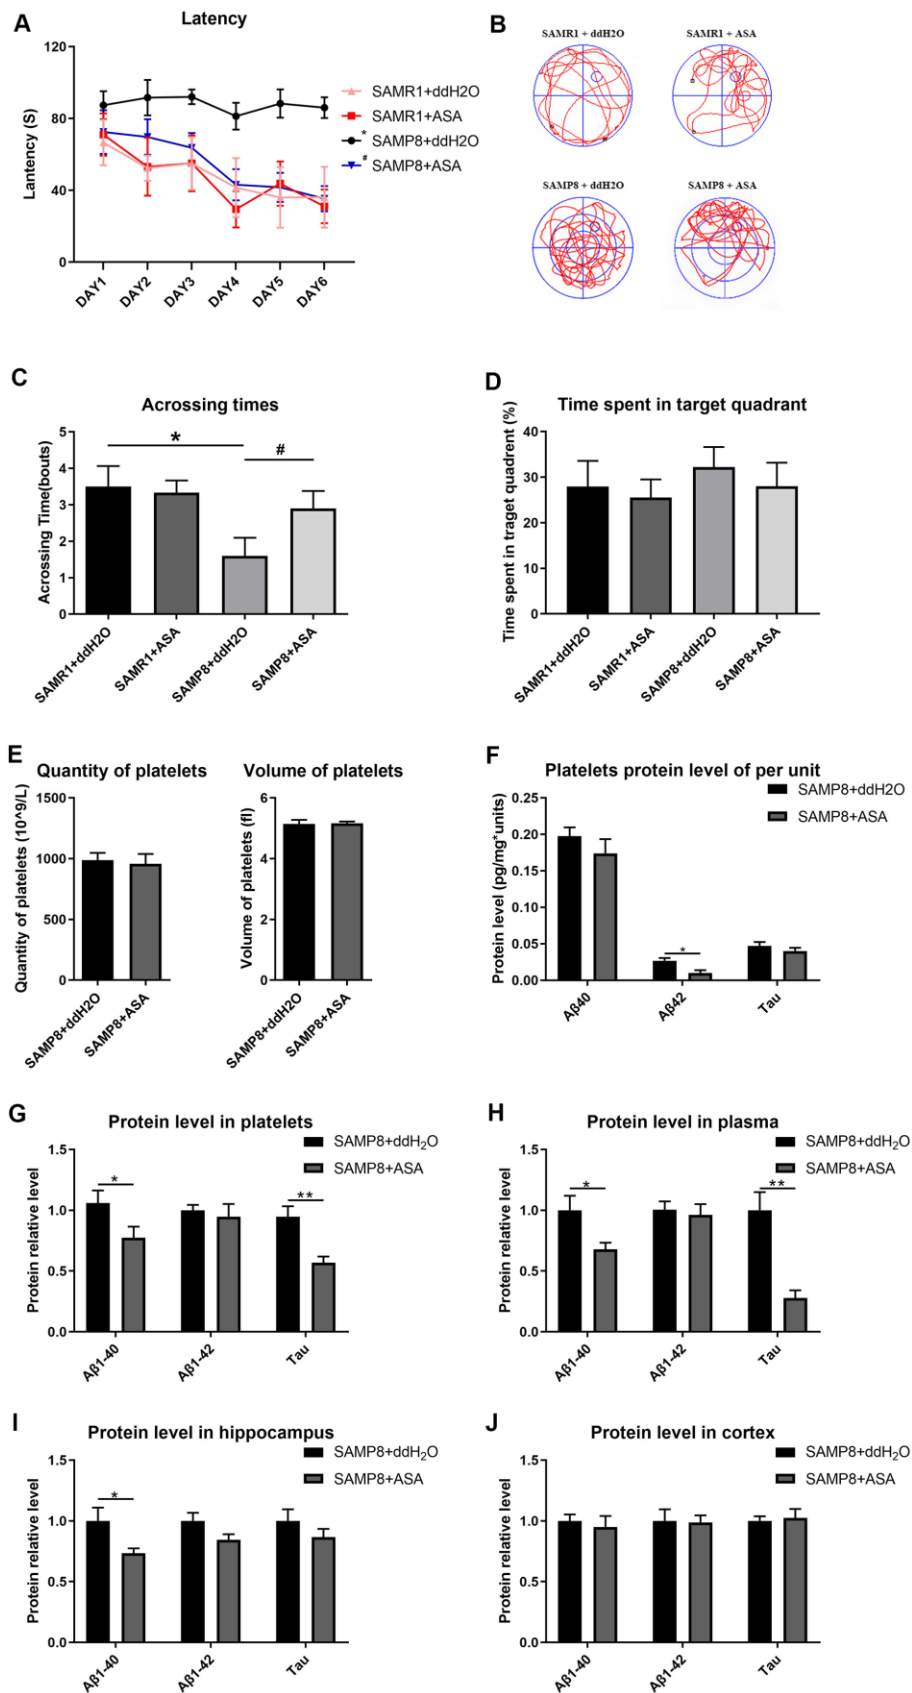 A
Latency
Lantency (S)
120
80
40
0
DAY1
DAY2
DAY3
DAY4
DAY5
DAY6
SAMR1+ddH2O
SAMR1+ASA
* SAMP8+ddH2O
# SAMP8+ASA
B
SAMR1 + ddH2O
SAMR1 + ASA
SAMP8 + ddH2O
SAMP8 + ASA
C
Acrossing times
Acrossing Time(bouts)
5
4
3
2
1
0
*
#
SAMR1+ddH2O
SAMR1+ASA
SAMP8+ddH2O
SAMP8+ASA
D
Time spent in target quadrant
Time spent in traget quadrent (%)
40
30
20
10
0
SAMR1+ddH2O
SAMR1+ASA
SAMP8+ddH2O
SAMP8+ASA
E
Quantity of platelets
Quantity of platelets (10^9/L)
1500
1000
500
0
SAMP8+ddH2O
SAMP8+ASA
Volume of platelets
Volume of platelets (fl)
6
4
2
0
SAMP8+ddH2O
SAMP8+ASA
F
Platelets protein level of per unit
SAMP8+ddH2O
SAMP8+ASA
Protein level (pg/mg*units)
0.25
0.20
0.15
0.10
0.05
0.00
*
Aβ40
Aβ42
Tau
G
Protein level in platelets
SAMP8+ddH₂O
SAMP8+ASA
Protein relative level
1.5
1.0
0.5
0.0
*
**
Aβ1-40
Aβ1-42
Tau
H
Protein level in plasma
SAMP8+ddH₂O
SAMP8+ASA
Protein relative level
1.5
1.0
0.5
0.0
*
**
Aβ1-40
Aβ1-42
Tau
I
Protein level in hippocampus
SAMP8+ddH₂O
SAMP8+ASA
Protein relative level
1.5
1.0
0.5
0.0
*
Aβ1-40
Aβ1-42
Tau
J
Protein level in cortex
SAMP8+ddH₂O
SAMP8+ASA
Protein relative level
1.5
1.0
0.5
0.0
Aβ1-40
Aβ1-42
Tau